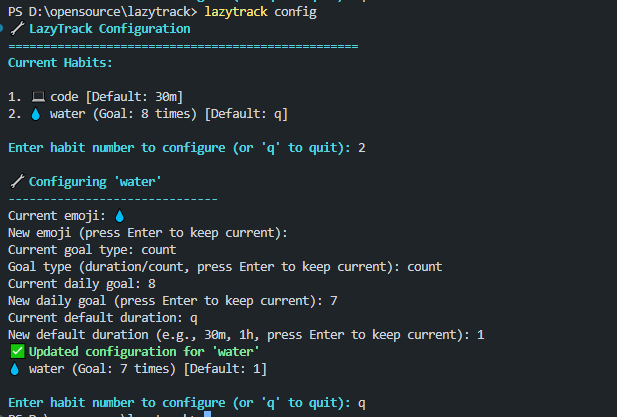 PS D:\opensource\lazytrack> lazytrack config
🔧 LazyTrack Configuration
==================================================
Current Habits:
1. 💻 code [Default: 30m]
2. 💧 water (Goal: 8 times) [Default: q]
Enter habit number to configure (or 'q' to quit): 2
🔧 Configuring 'water'
------------------------------
Current emoji: 💧
New emoji (press Enter to keep current):
Current goal type: count
Goal type (duration/count, press Enter to keep current): count
Current daily goal: 8
New daily goal (press Enter to keep current): 7
Current default duration: q
New default duration (e.g., 30m, 1h, press Enter to keep current): 1
✅ Updated configuration for 'water'
💧 water (Goal: 7 times) [Default: 1]
Enter habit number to configure (or 'q' to quit): q